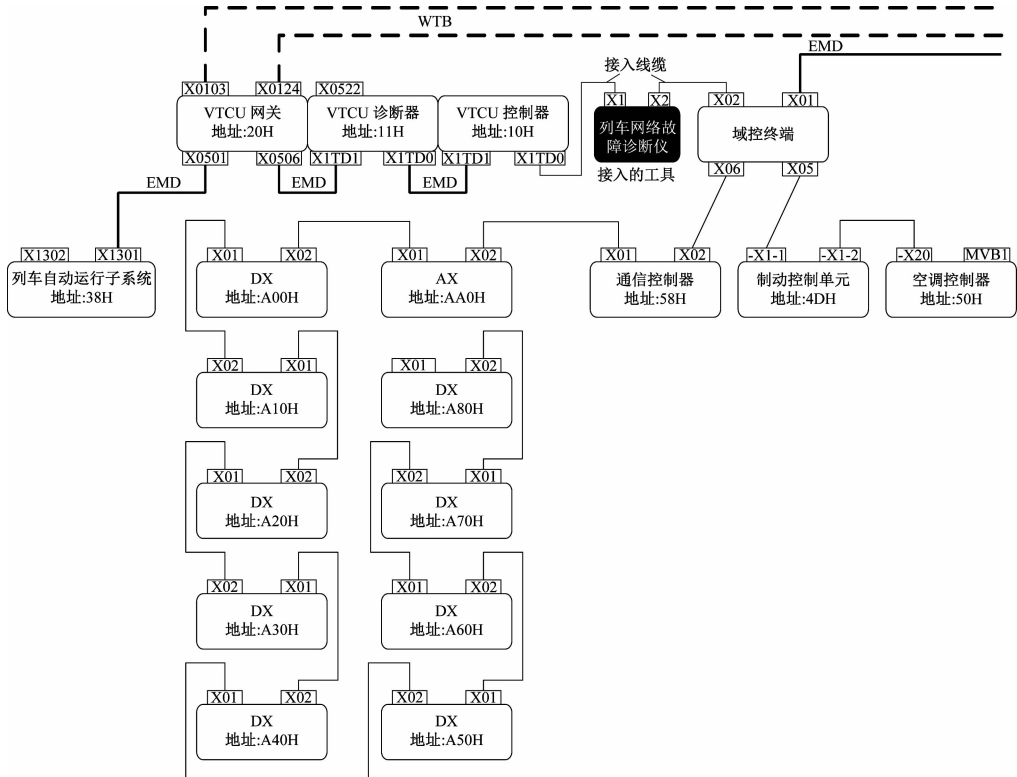 WTB
EMD
接入线缆
X0103 X0124 X0522 X1 X2 X02 X01
VTCU 网关
地址:20H
VTCU 诊断器
地址:11H
VTCU 控制器
地址:10H
列车网络故
障诊断仪
接入的工具
域控终端
X0501 X0506 X1TD1 X1TD0 X1TD1 X1TD0 X06 X05
EMD EMD EMD
X1302 X1301 X01 X02 X01 X02 X01 X02 -X1-1 -X1-2 -X20 MVB1
列车自动运行子系统
地址:38H
DX
地址:A00H
AX
地址:AA0H
通信控制器
地址:58H
制动控制单元
地址:4DH
空调控制器
地址:50H
X02 X01 X01 X02
DX
地址:A10H
DX
地址:A80H
X01 X02 X02 X01
DX
地址:A20H
DX
地址:A70H
X02 X01 X01 X02
DX
地址:A30H
DX
地址:A60H
X01 X02 X02 X01
DX
地址:A40H
DX
地址:A50H